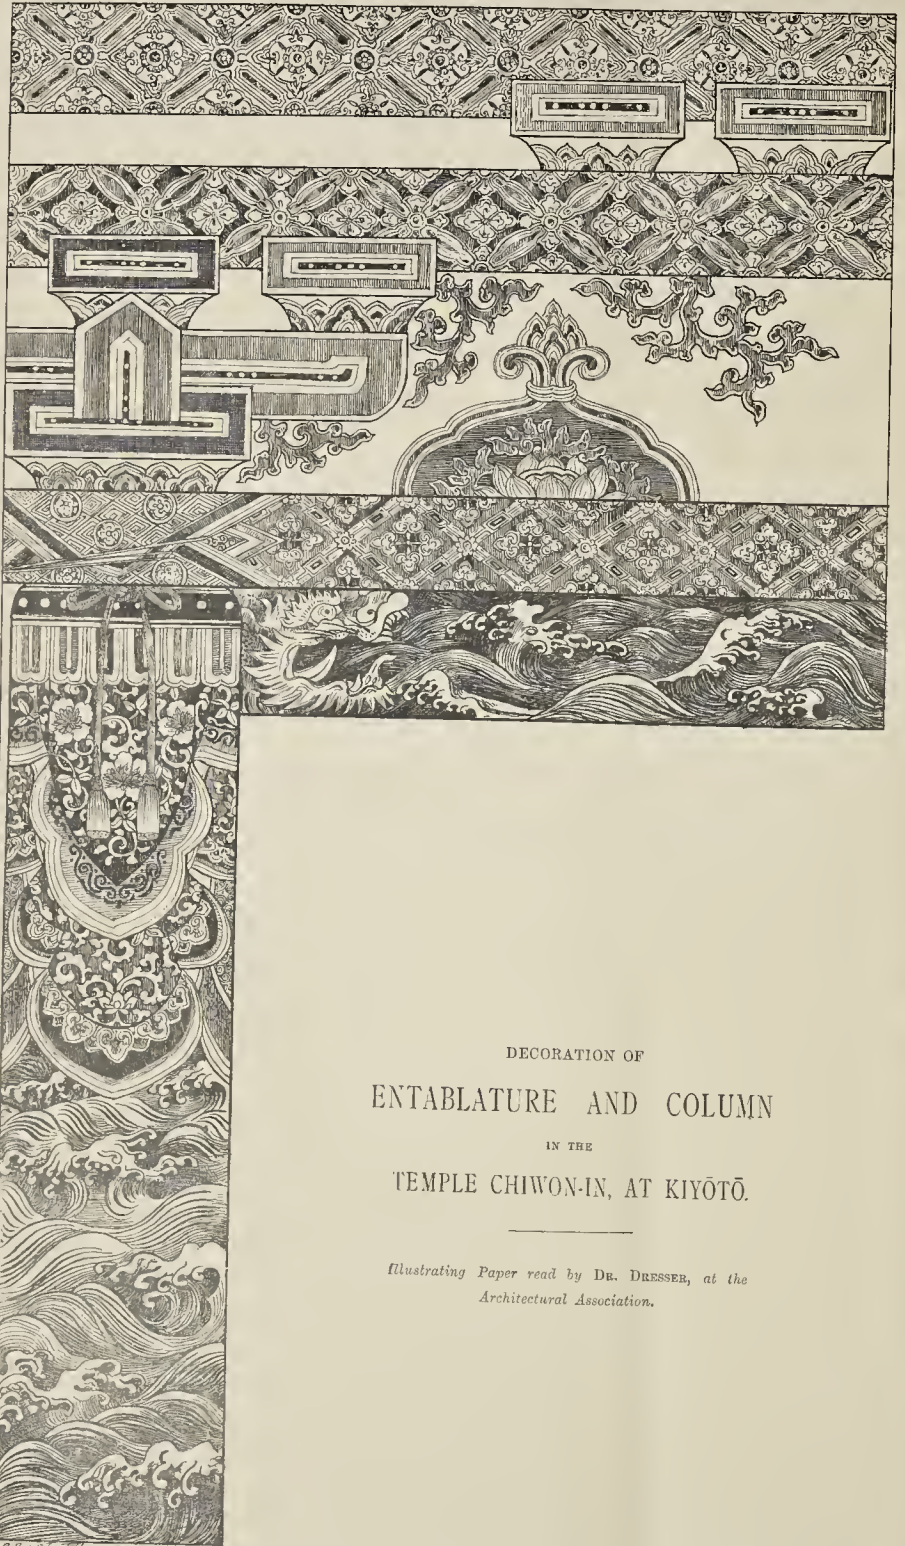 DECORATION OF
ENTABLATURE AND COLUMN
IN THE
TEMPLE CHIWON-IN, AT KIYŌTŌ.
Illustrating Paper read by DR. DRESSER, at the
Architectural Association.